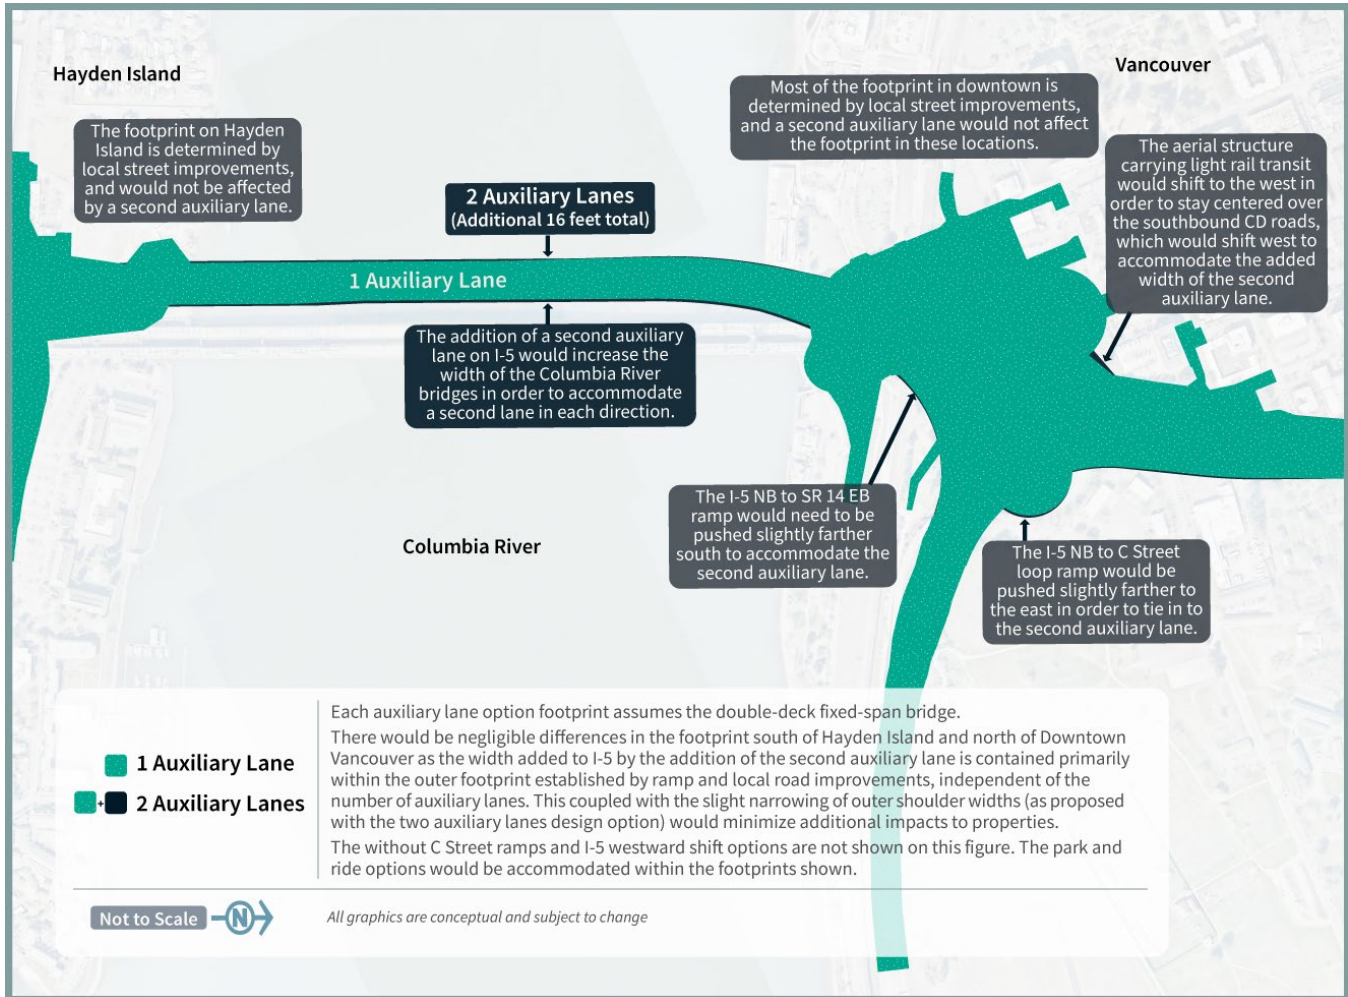 Hayden Island
Vancouver
The footprint on Hayden
Island is determined by
local street improvements,
and would not be affected
by a second auxiliary lane.
Most of the footprint in downtown is
determined by local street improvements,
and a second auxiliary lane would not affect
the footprint in these locations.
The aerial structure
carrying light rail transit
would shift to the west in
order to stay centered over
the southbound CD roads,
which would shift west to
accommodate the added
width of the second
auxiliary lane.
2 Auxiliary Lanes
(Additional 16 feet total)
1 Auxiliary Lane
The addition of a second auxiliary
lane on I-5 would increase the
width of the Columbia River
bridges in order to accommodate
a second lane in each direction.
The I-5 NB to SR 14 EB
ramp would need to be
pushed slightly farther
south to accommodate the
second auxiliary lane.
Columbia River
The I-5 NB to C Street
loop ramp would be
pushed slightly farther to
the east in order to tie in to
the second auxiliary lane.
1 Auxiliary Lane
+ 2 Auxiliary Lanes
Each auxiliary lane option footprint assumes the double-deck fixed-span bridge.
There would be negligible differences in the footprint south of Hayden Island and north of Downtown
Vancouver as the width added to I-5 by the addition of the second auxiliary lane is contained primarily
within the outer footprint established by ramp and local road improvements, independent of the
number of auxiliary lanes. This coupled with the slight narrowing of outer shoulder widths (as proposed
with the two auxiliary lanes design option) would minimize additional impacts to properties.
The without C Street ramps and I-5 westward shift options are not shown on this figure. The park and
ride options would be accommodated within the footprints shown.
Not to Scale
N
All graphics are conceptual and subject to change